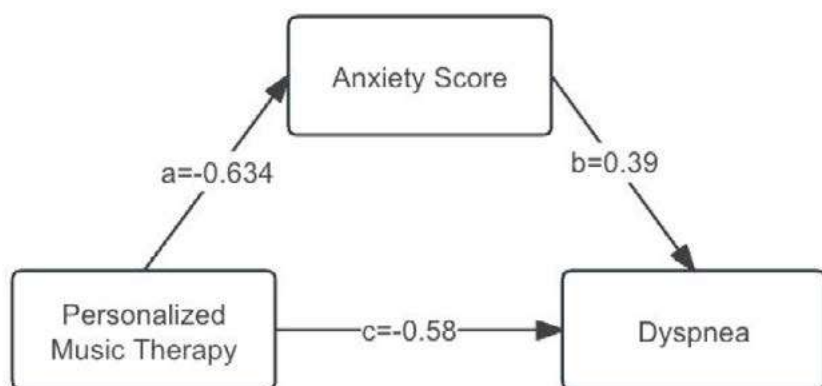 Anxiety Score
a=-0.634
b=0.39
Personalized
Music Therapy
c=-0.58
Dyspnea